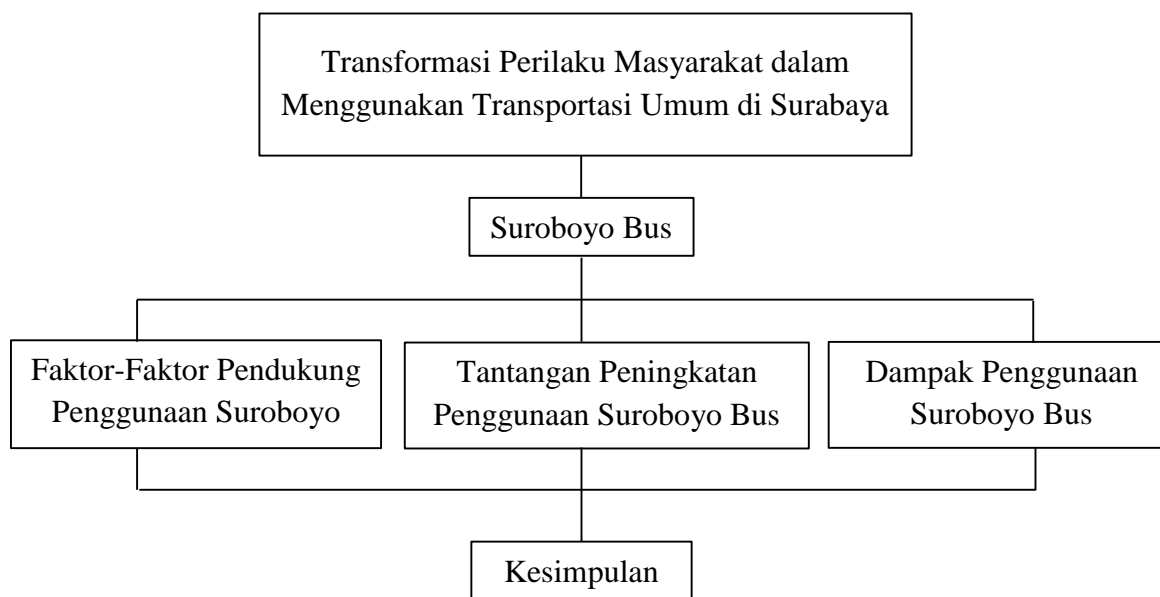 Transformasi Perilaku Masyarakat dalam
Menggunakan Transportasi Umum di Surabaya
Suroboyo Bus
Faktor-Faktor Pendukung
Penggunaan Suroboyo
Tantangan Peningkatan
Penggunaan Suroboyo Bus
Dampak Penggunaan
Suroboyo Bus
Kesimpulan